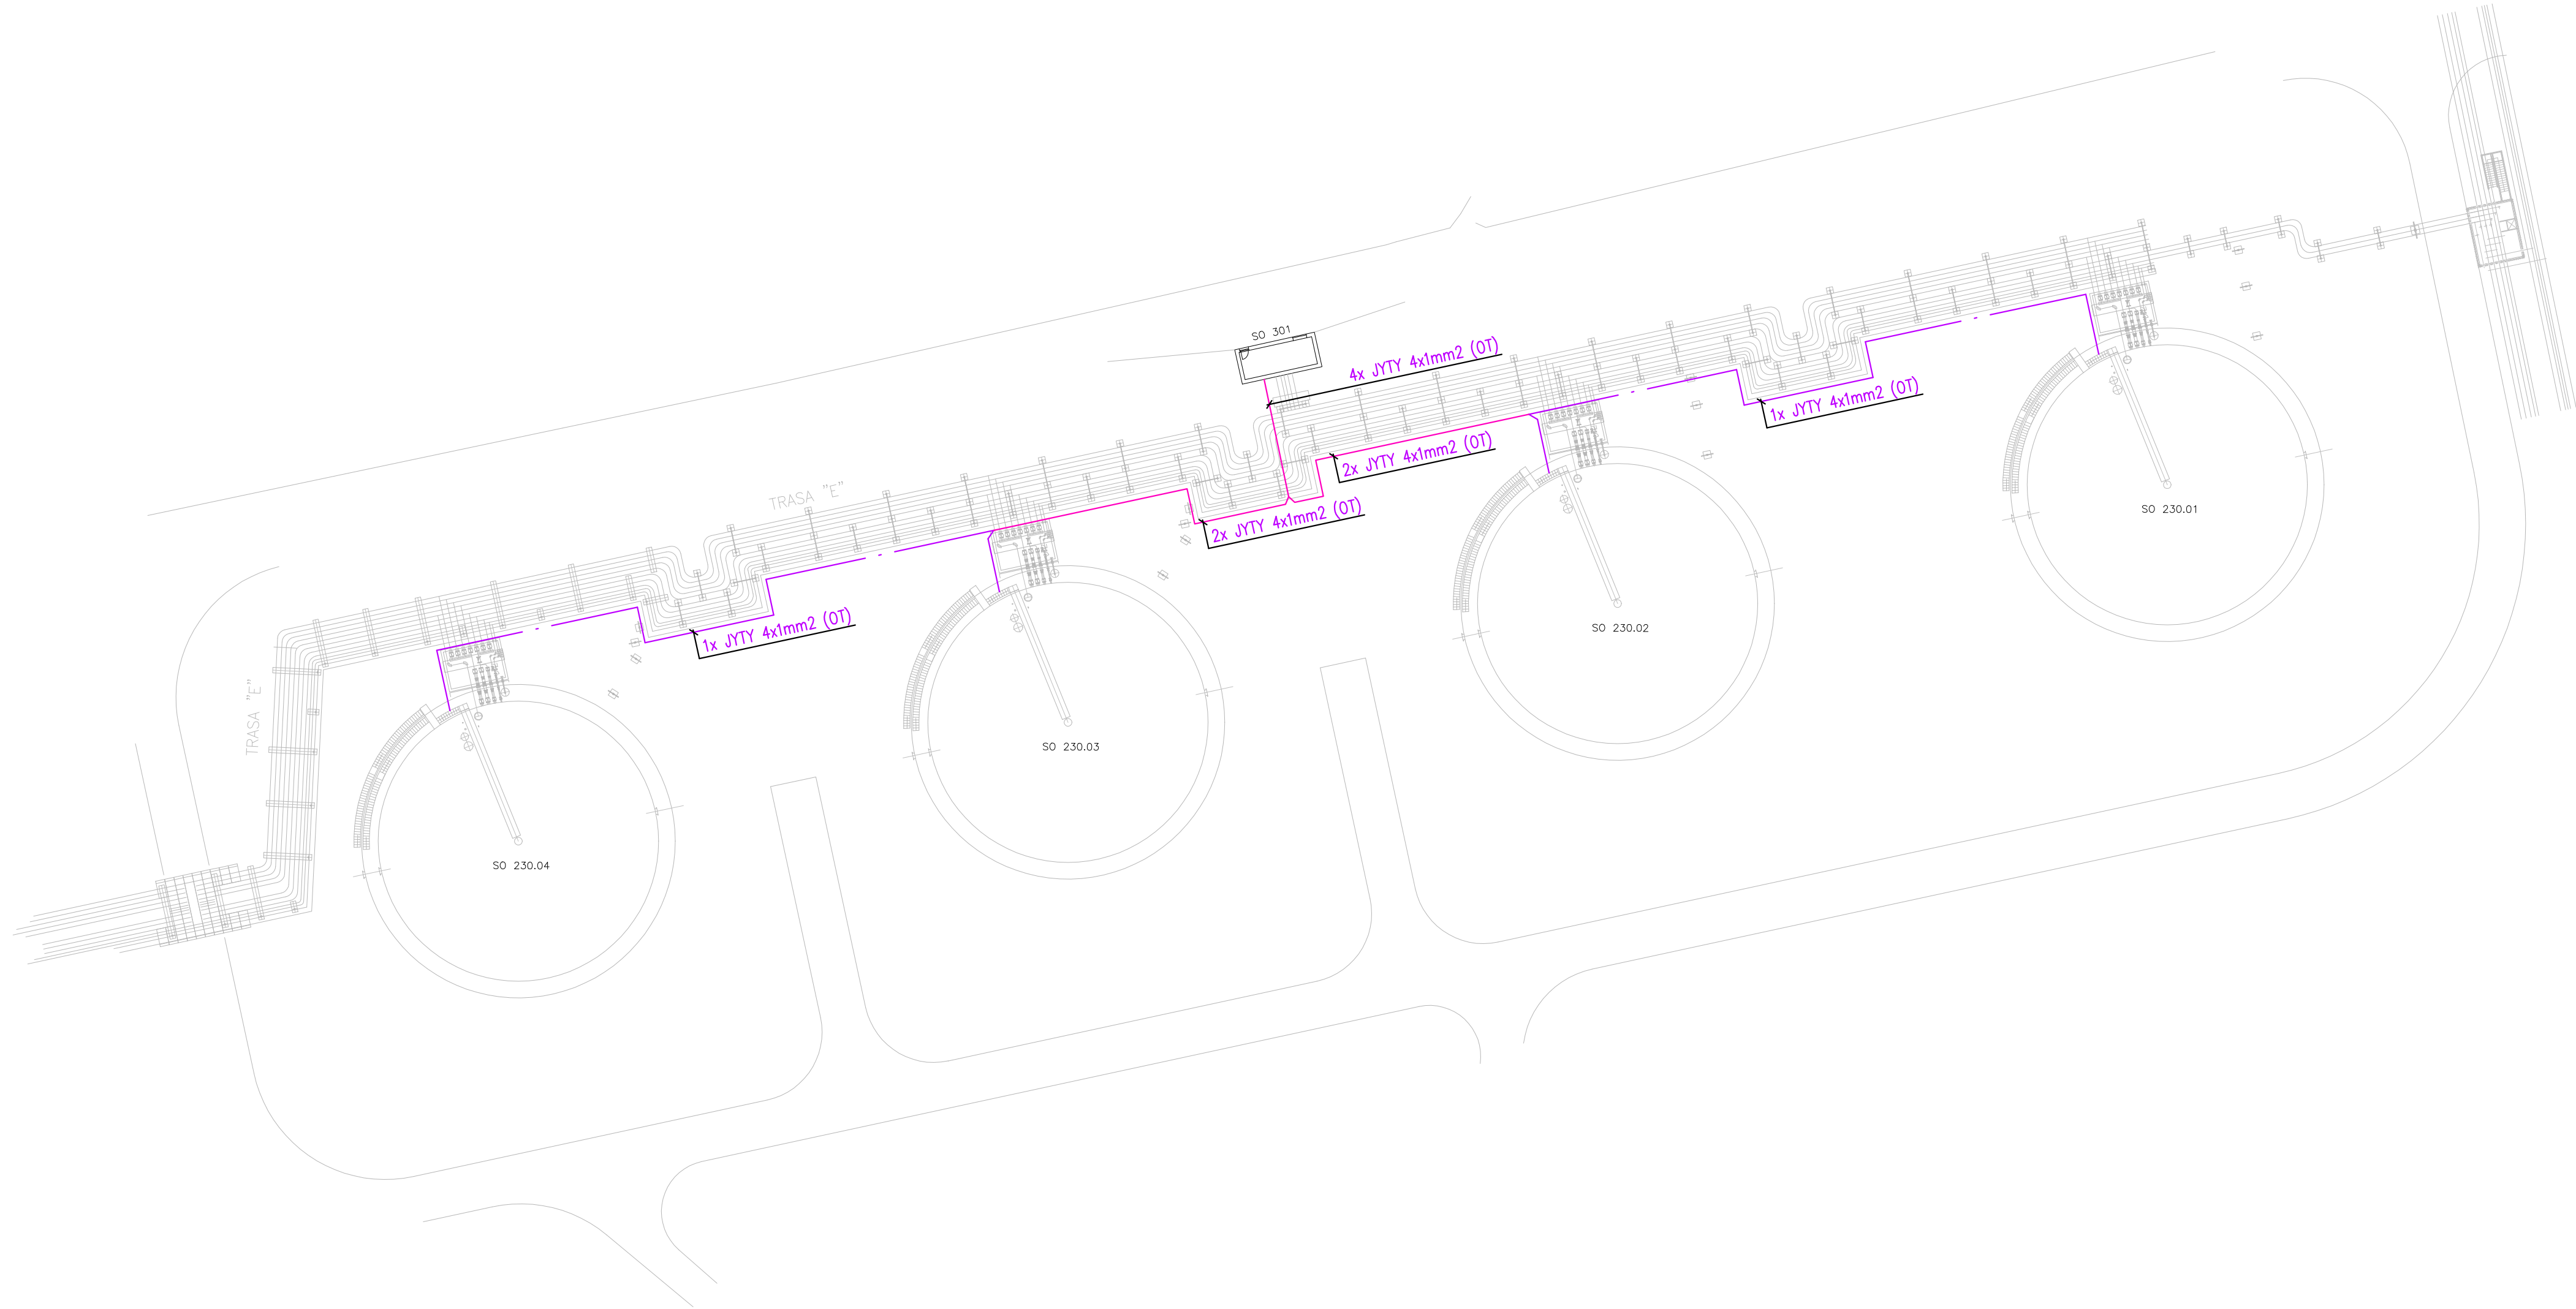 SO 301
4x JYTY 4x1mm2 (OT)
1x JYTY 4x1mm2 (OT)
2x JYTY 4x1mm2 (OT)
TRASA "E"
2x JYTY 4x1mm2 (OT)
SO 230.01
1x JYTY 4x1mm2 (OT)
SO 230.02
TRASA "E"
SO 230.03
SO 230.04